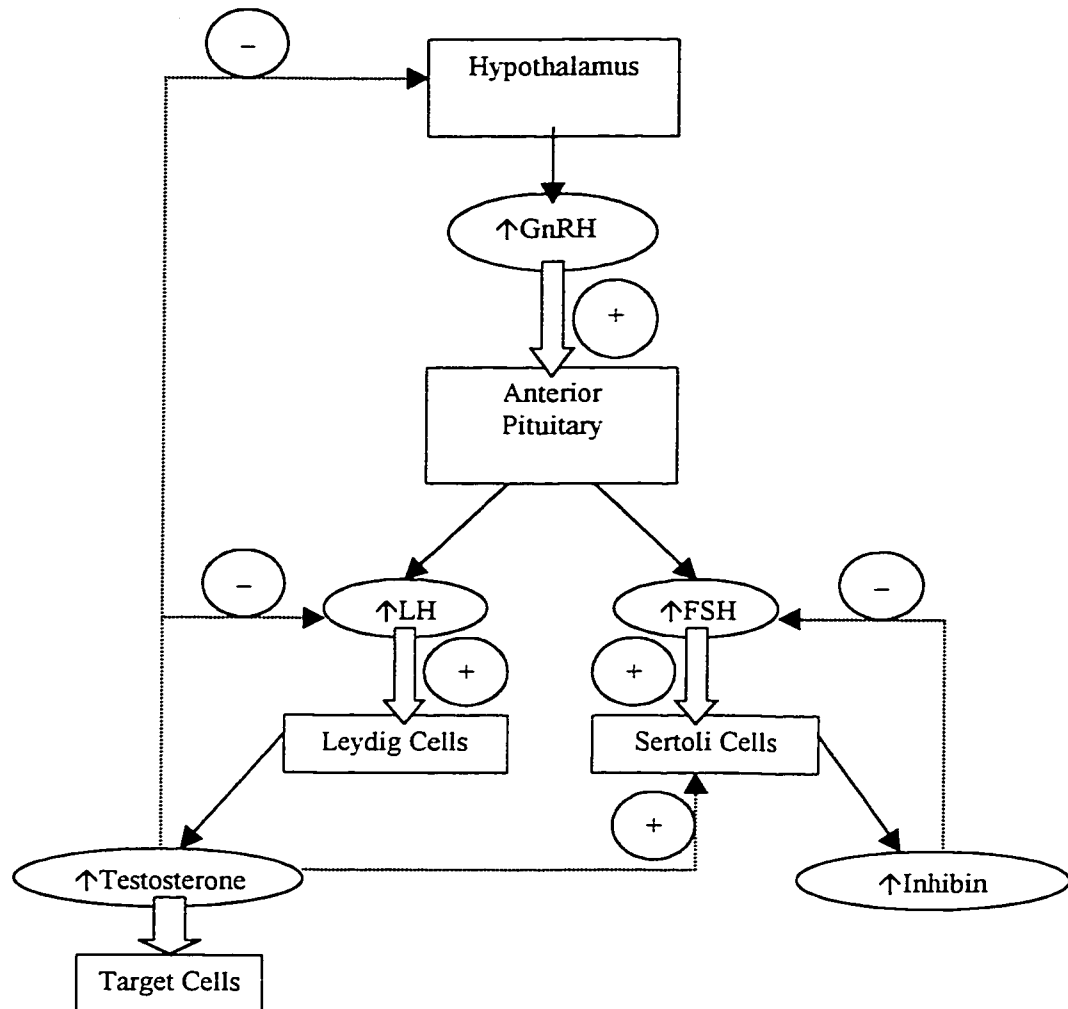 −
Hypothalamus
↑GnRH
+
Anterior
Pituitary
−
↑LH
↑FSH
−
+
+
Leydig Cells
Sertoli Cells
+
↑Testosterone
↑Inhibin
Target Cells